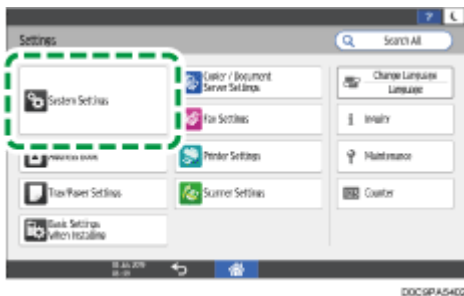 ?
Settings
Search All
System Settings
Copier / Document
Server Settings
Change Language
Language
Fax Settings
Inquiry
Address Book
Printer Settings
Maintenance
Tray/Paper Settings
Scanner Settings
Counter
Basic Settings
When Installing